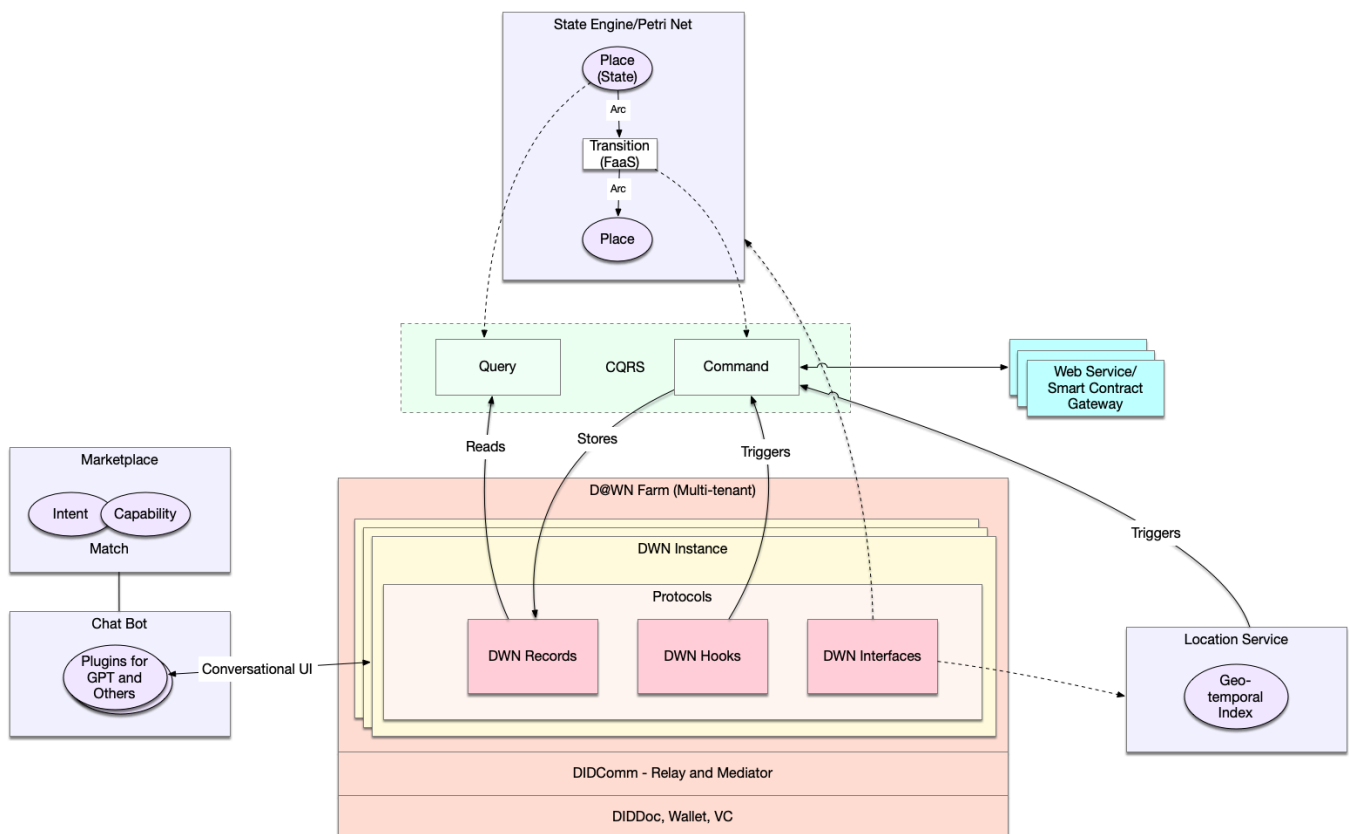 State Engine/Petri Net
Place
(State)
Arc
Transition
(FaaS)
Arc
Place
Query
CQRS
Command
Web Service/
Smart Contract
Gateway
Reads
Stores
Triggers
Marketplace
Intent
Capability
Match
D@WN Farm (Multi-tenant)
Triggers
DWN Instance
Protocols
Chat Bot
Plugins for
GPT and
Others
Conversational UI
DWN Records
DWN Hooks
DWN Interfaces
Location Service
Geo-
temporal
Index
DIDComm - Relay and Mediator
DIDDoc, Wallet, VC